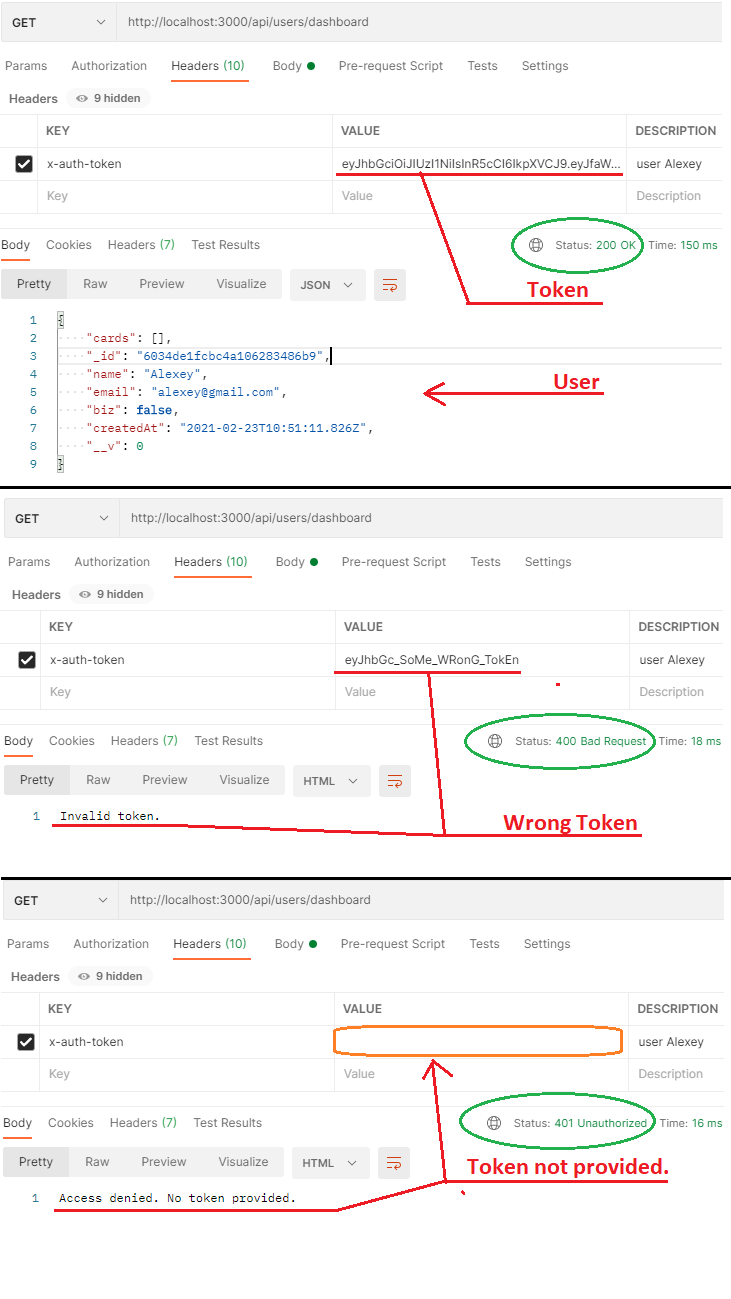 GET http://localhost:3000/api/users/dashboard
Params Authorization Headers (10) Body Pre-request Script Tests Settings
Headers 9 hidden
KEY VALUE DESCRIPTION
x-auth-token eyJhbGciOiJIUzI1NiIsInR5cCI6IkpXVCJ9.eyJfaW... user Alexey
Key Value Description
Body Cookies Headers (7) Test Results Status: 200 OK Time: 150 ms
Pretty Raw Preview Visualize JSON
Token
1 {
2 "cards": [],
3 "_id": "6034de1fcbc4a106283486b9",
4 "name": "Alexey",
User
5 "email": "alexey@gmail.com",
6 "biz": false,
7 "createdAt": "2021-02-23T10:51:11.826Z",
8 "__v": 0
9 }
GET http://localhost:3000/api/users/dashboard
Params Authorization Headers (10) Body Pre-request Script Tests Settings
Headers 9 hidden
KEY VALUE DESCRIPTION
x-auth-token eyJhbGc_SoMe_WRonG_TokEn user Alexey
Key Value Description
Body Cookies Headers (7) Test Results Status: 400 Bad Request Time: 18 ms
Pretty Raw Preview Visualize HTML
1 Invalid token.
Wrong Token
GET http://localhost:3000/api/users/dashboard
Params Authorization Headers (10) Body Pre-request Script Tests Settings
Headers 9 hidden
KEY VALUE DESCRIPTION
x-auth-token user Alexey
Key Value Description
Body Cookies Headers (7) Test Results Status: 401 Unauthorized Time: 16 ms
Pretty Raw Preview Visualize HTML
Token not provided.
1 Access denied. No token provided.